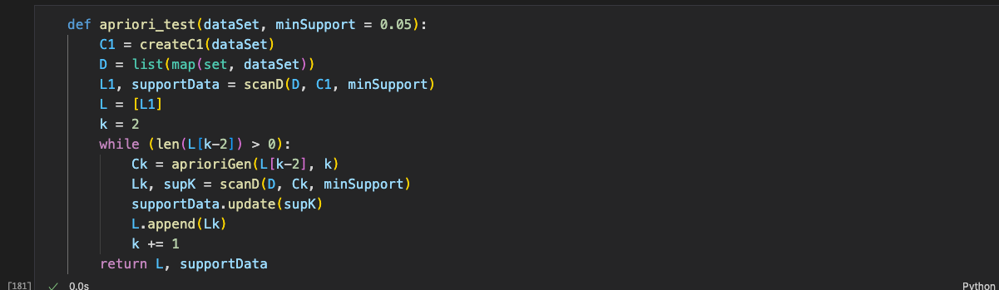 def apriori_test(dataSet, minSupport = 0.05):
    C1 = createC1(dataSet)
    D = list(map(set, dataSet))
    L1, supportData = scanD(D, C1, minSupport)
    L = [L1]
    k = 2
    while (len(L[k-2]) > 0):
        Ck = aprioriGen(L[k-2], k)
        Lk, supK = scanD(D, Ck, minSupport)
        supportData.update(supK)
        L.append(Lk)
        k += 1
    return L, supportData
[181] ✓ 0.0s Python